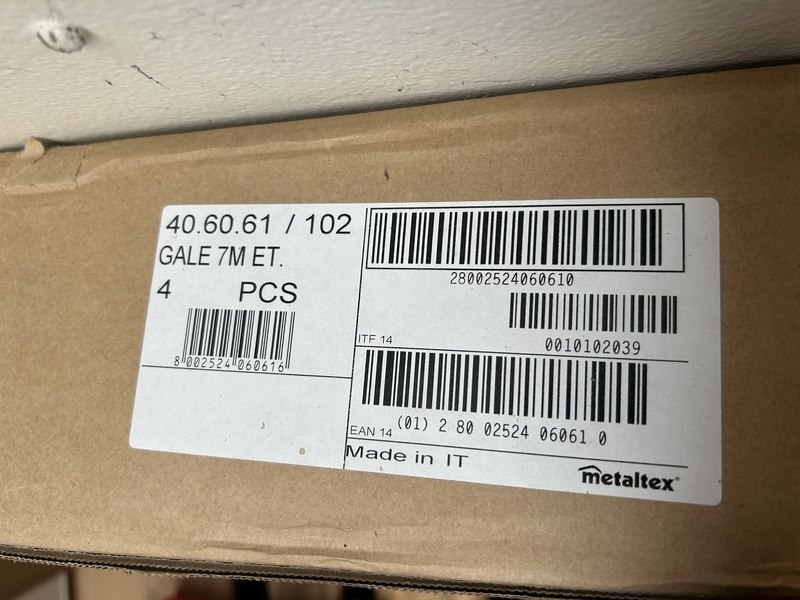 40.60.61 / 102
GALE 7M ET.
4 PCS
8 002524 060616
28002524060610
ITF 14
0010102039
EAN 14
(01) 2 80 02524 06061 0
Made in IT
metaltex®